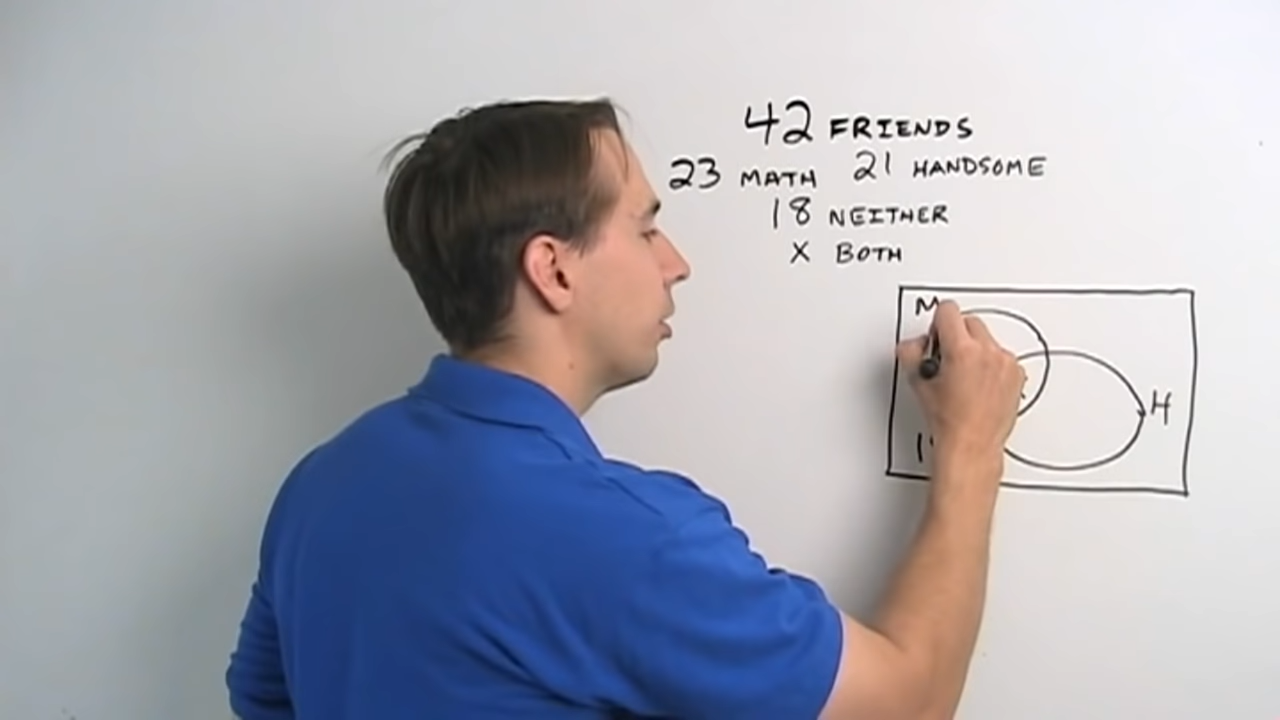 42 FRIENDS
23 MATH 21 HANDSOME
18 NEITHER
X BOTH
M
H